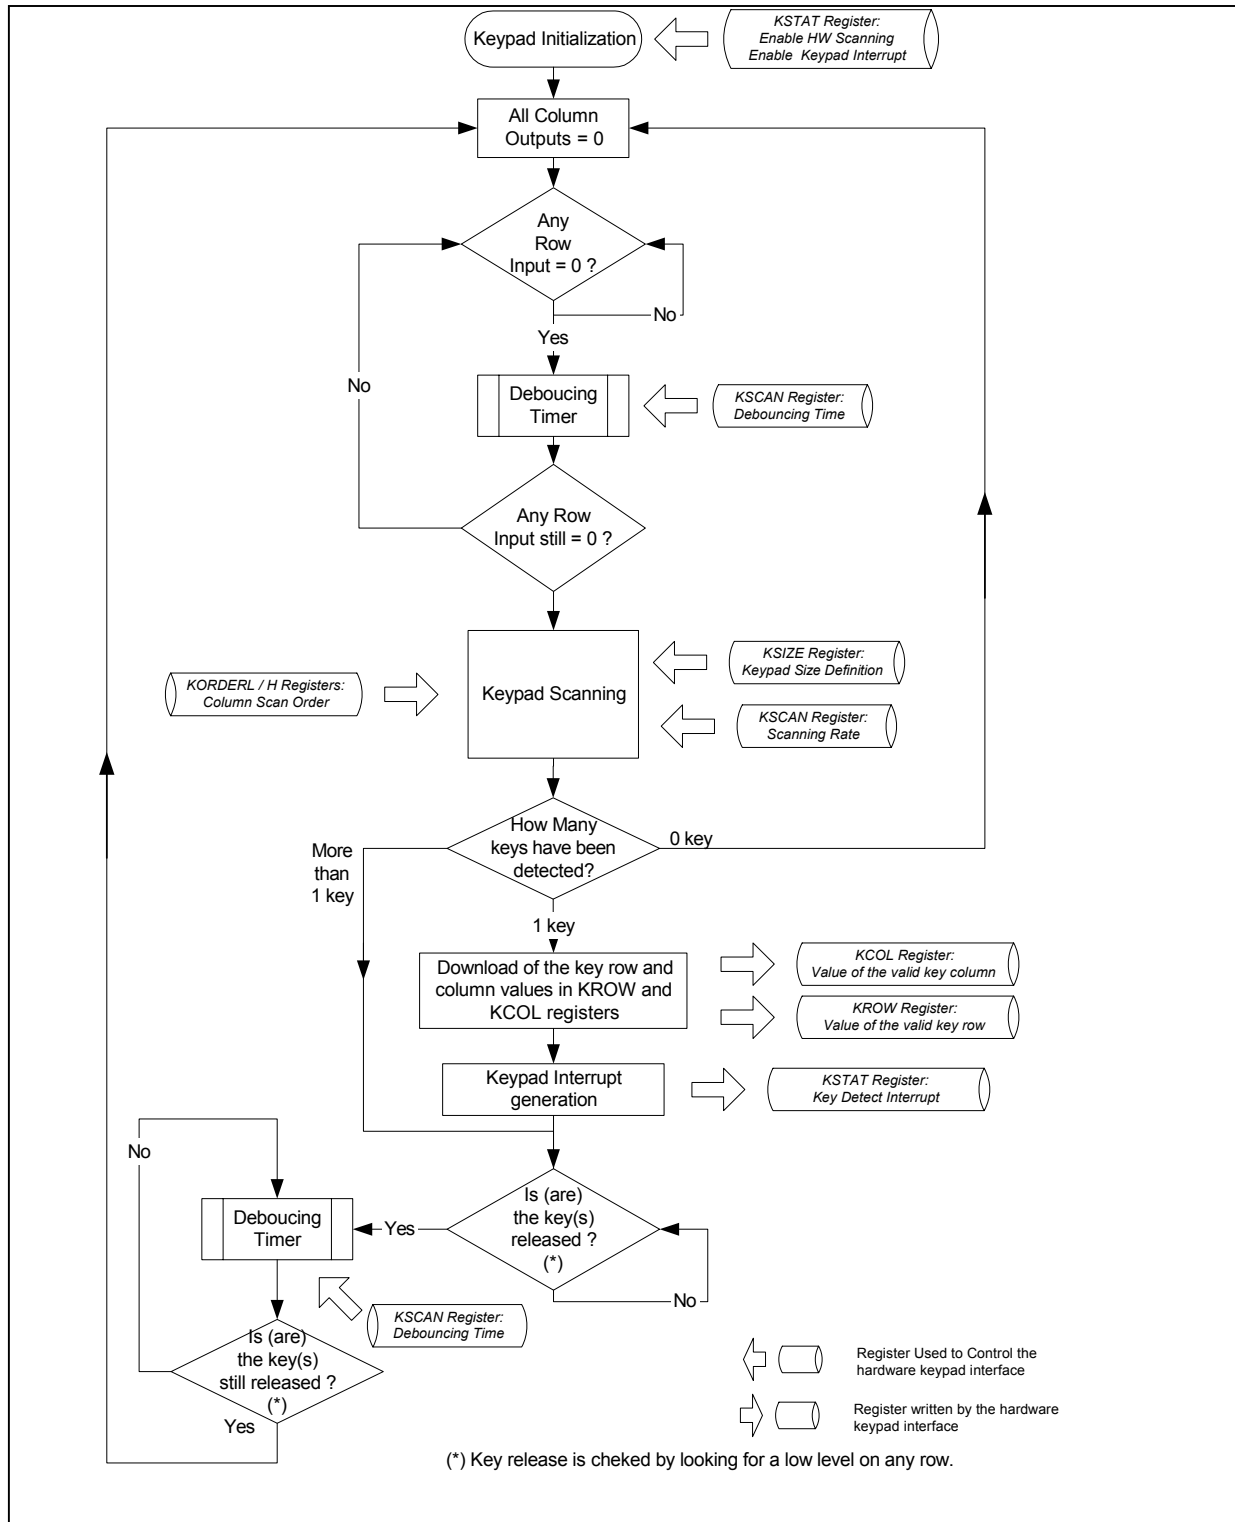 Keypad Initialization
KSTAT Register:
Enable HW Scanning
Enable Keypad Interrupt
All Column
Outputs = 0
Any
Row
Input = 0 ?
No
Yes
No
Deboucing
Timer
KSCAN Register:
Debouncing Time
Any Row
Input still = 0 ?
KORDERL / H Registers:
Column Scan Order
Keypad Scanning
KSIZE Register:
Keypad Size Definition
KSCAN Register:
Scanning Rate
How Many
keys have been
detected?
0 key
More
than
1 key
1 key
Download of the key row and
column values in KROW and
KCOL registers
KCOL Register:
Value of the valid key column
KROW Register:
Value of the valid key row
Keypad Interrupt
generation
KSTAT Register:
Key Detect Interrupt
No
Deboucing
Timer
Yes
Is (are)
the key(s)
released ?
(*)
No
KSCAN Register:
Debouncing Time
Is (are)
the key(s)
still released ?
(*)
Yes
Register Used to Control the
hardware keypad interface
Register written by the hardware
keypad interface
(*) Key release is cheked by looking for a low level on any row.